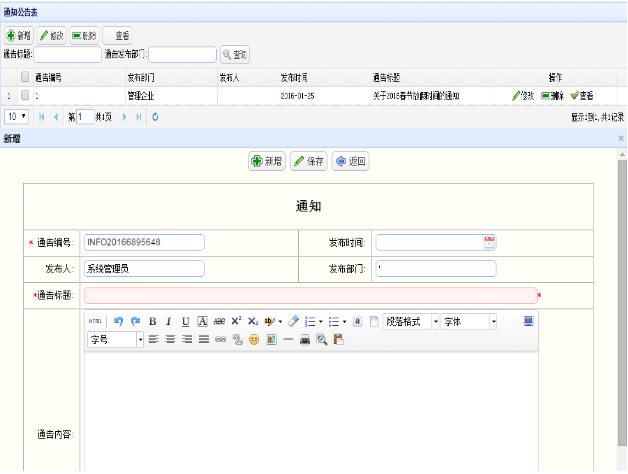 通知公告表
新增 修改 删除 查看
通告标题: 通告发布部门: 查询
通告编号 发布部门 发布人 发布时间 通告标题 操作
1 1 管理企业 2016-01-25 关于2016春节放假时间的通知 修改 删除 查看
10 第 1 共1页 显示1到1, 共1记录
新增
新增 保存 返回
通知
* 通告编号: INFO20166895648 发布时间:
发布人: 系统管理员 发布部门: '
*通告标题: *
HTML B I U A ABC X² X₂ ab a 段落格式 字体
字号
通告内容: